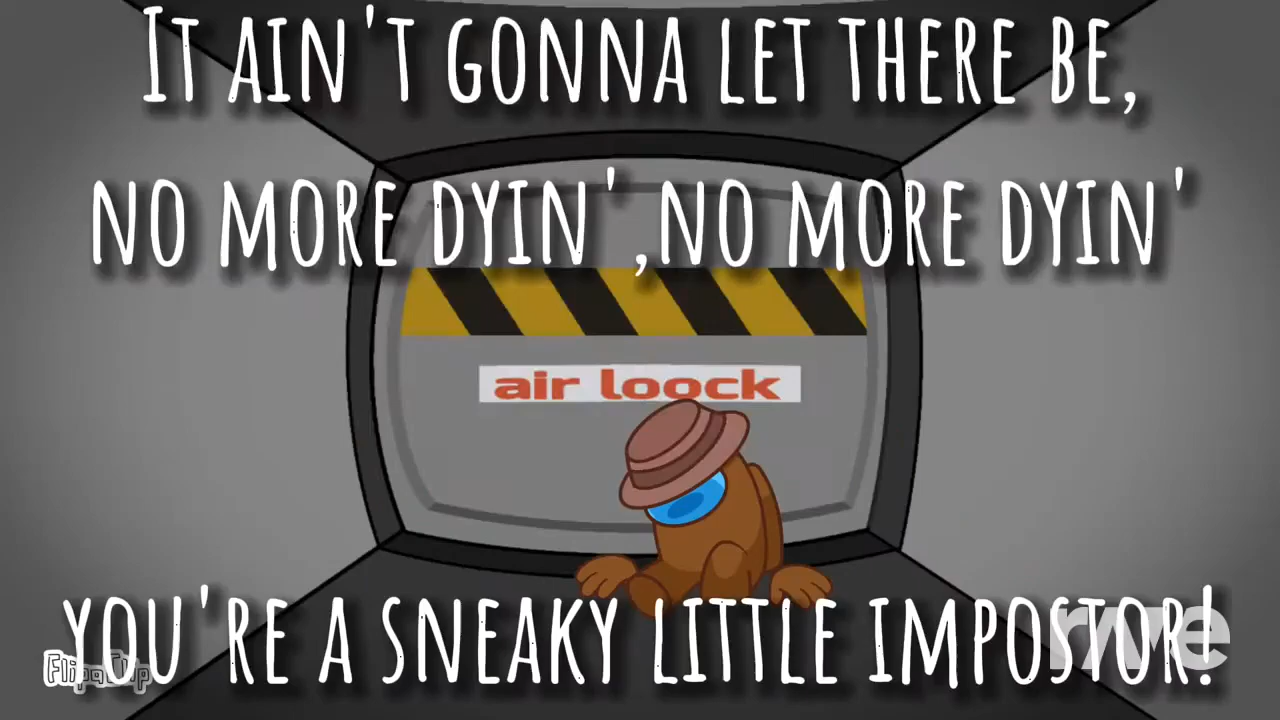 IT AIN'T GONNA LET THERE BE,
NO MORE DYIN' ,NO MORE DYIN'
air loock
YOU'RE A SNEAKY LITTLE IMPOSTOR!
FlipaClip
rave